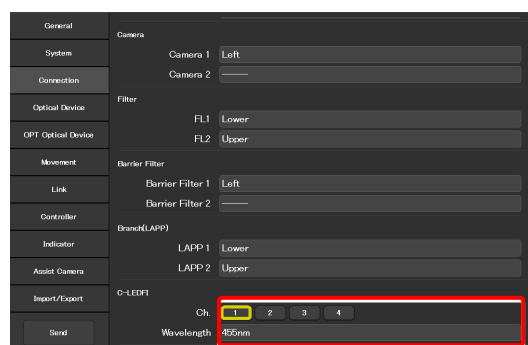 General
System
Connection
Optical Device
OPT Optical Device
Movement
Link
Controller
Indicator
Assist Camera
Import/Export
Send
Camera
Camera 1 Left
Camera 2 ——
Filter
FL1 Lower
FL2 Upper
Barrier Filter
Barrier Filter 1 Left
Barrier Filter 2 ——
Branch(LAPP)
LAPP 1 Lower
LAPP 2 Upper
C-LEDFI
Ch. 1 2 3 4
Wavelength 455nm